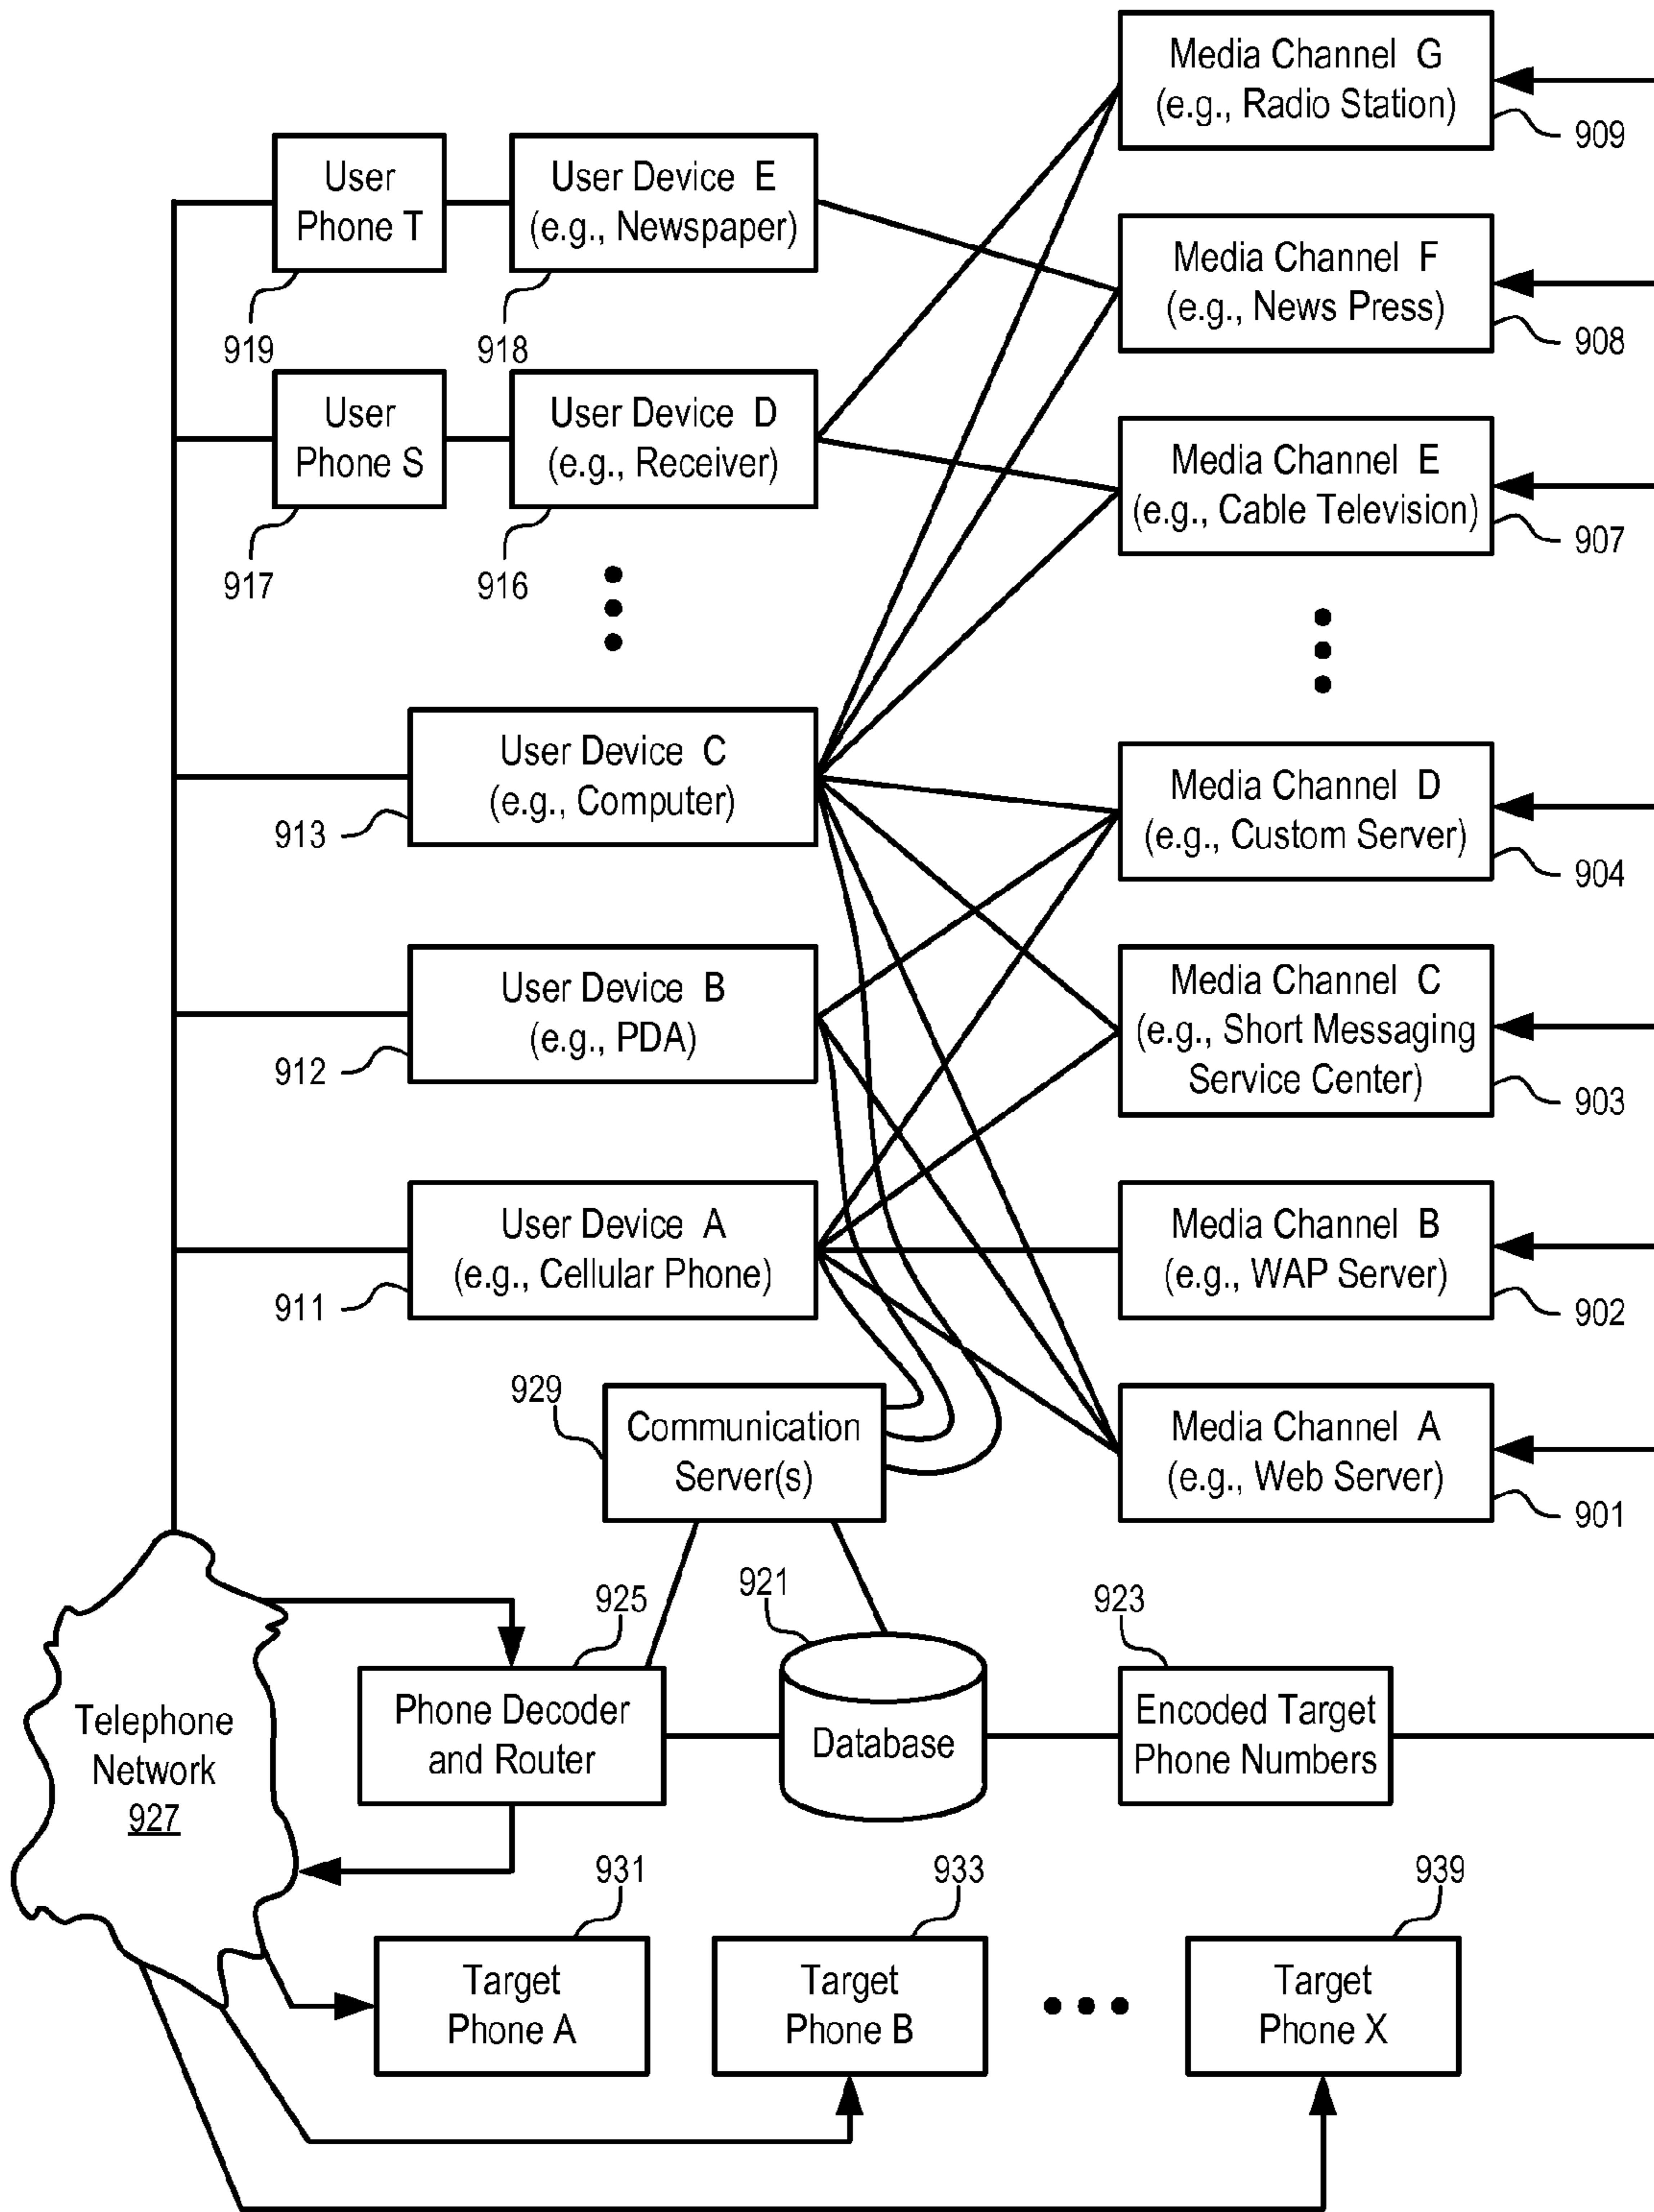 Media Channel G
(e.g., Radio Station)
909
User
Phone T
919
User Device E
(e.g., Newspaper)
918
Media Channel F
(e.g., News Press)
908
User
Phone S
917
User Device D
(e.g., Receiver)
916
Media Channel E
(e.g., Cable Television)
907
User Device C
(e.g., Computer)
913
Media Channel D
(e.g., Custom Server)
904
User Device B
(e.g., PDA)
912
Media Channel C
(e.g., Short Messaging
Service Center)
903
User Device A
(e.g., Cellular Phone)
911
Media Channel B
(e.g., WAP Server)
902
929
Communication
Server(s)
Media Channel A
(e.g., Web Server)
901
Telephone
Network
927
925
Phone Decoder
and Router
921
Database
923
Encoded Target
Phone Numbers
931
Target
Phone A
933
Target
Phone B
939
Target
Phone X